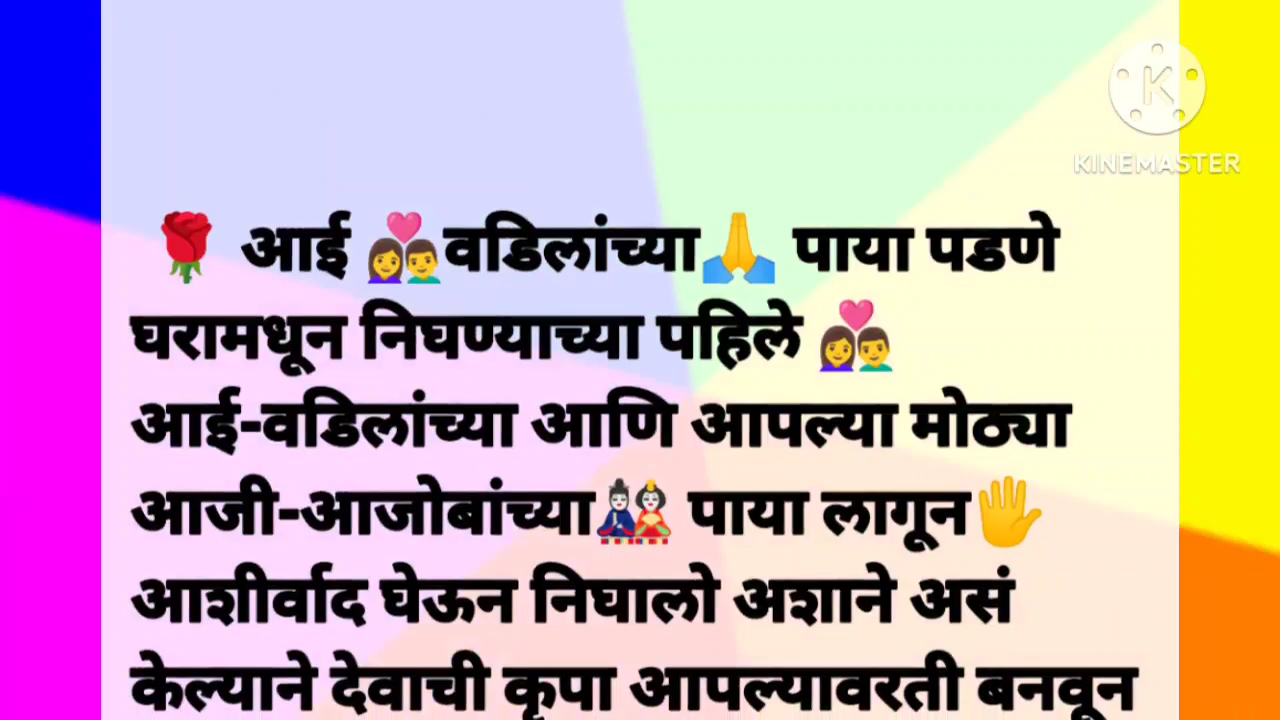 KINEMASTER
🌹 आई 👩‍❤️‍👨वडिलांच्या🙏 पाया पडणे
घरामधून निघण्याच्या पहिले 👩‍❤️‍👨
आई-वडिलांच्या आणि आपल्या मोठ्या
आजी-आजोबांच्या🎎 पाया लागून🖐
आशीर्वाद घेऊन निघालो अशाने असं
केल्याने देवाची कृपा आपल्यावरती बनवून